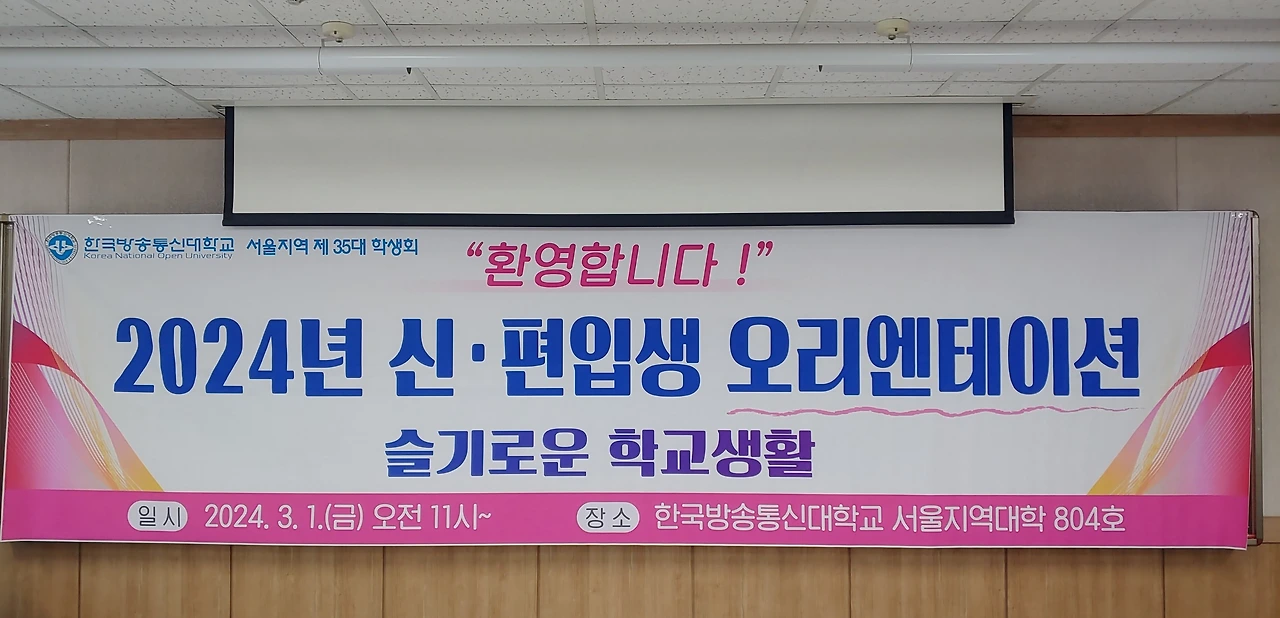 한국방송통신대학교 서울지역 제 35대 학생회
Korea National Open University
“환영합니다 !”
2024년 신·편입생 오리엔테이션
슬기로운 학교생활
일시 2024. 3. 1.(금) 오전 11시~ 장소 한국방송통신대학교 서울지역대학 804호